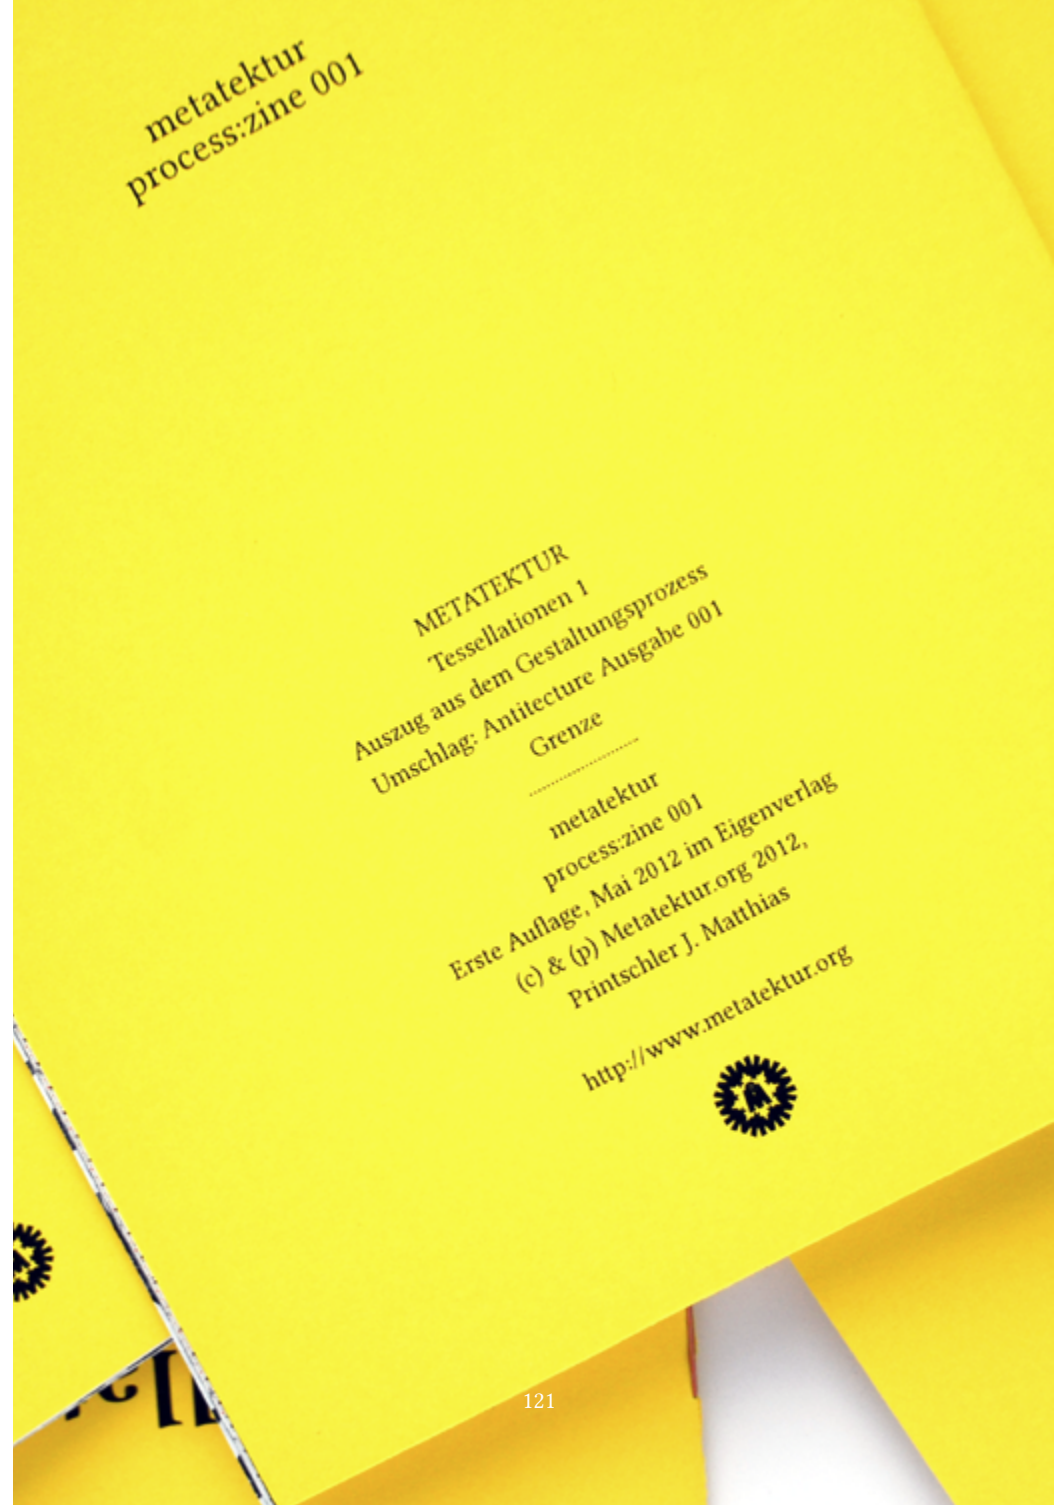 metatektur
process:zine 001
METATEKTUR
Tessellationen 1
Auszug aus dem Gestaltungsprozess
Umschlag: Antitecture Ausgabe 001
Grenze
metatektur
process:zine 001
Erste Auflage, Mai 2012 im Eigenverlag
(c) & (p) Metatektur.org 2012,
Printschler J. Matthias
http://www.metatektur.org
121